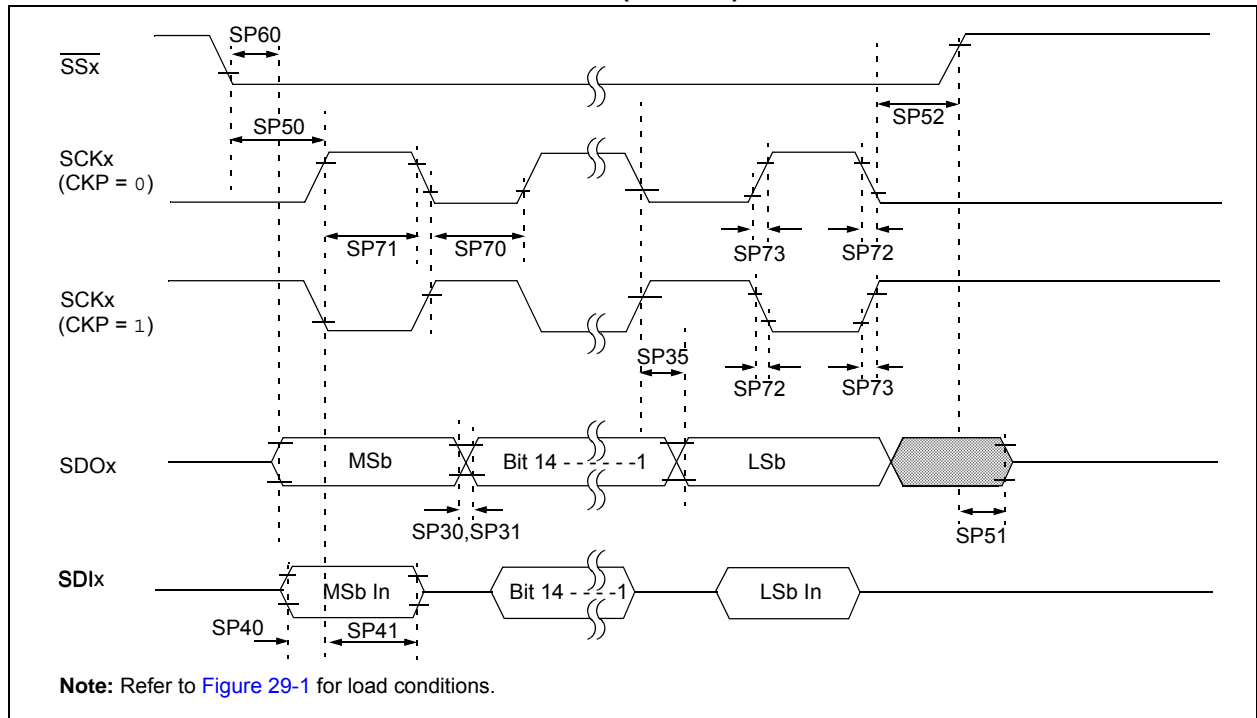 SP60
SSx
SP50
SP52
SCKx
(CKP = 0)
SP71
SP70
SP73
SP72
SCKx
(CKP = 1)
SP35
SP72
SP73
SDOx
MSb
Bit 14 - - - - - -1
LSb
SP30,SP31
SP51
SDIx
MSb In
Bit 14 - - - -1
LSb In
SP40
SP41
Note: Refer to Figure 29-1 for load conditions.